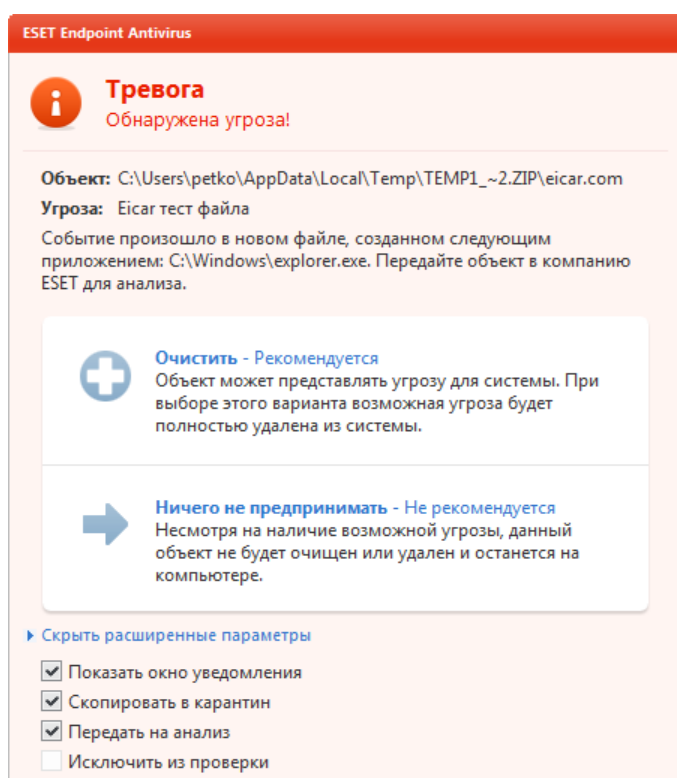 ESET Endpoint Antivirus
Тревога
Обнаружена угроза!
Объект: C:\Users\petko\AppData\Local\Temp\TEMP1_~2.ZIP\eicar.com
Угроза: Eicar тест файла
Событие произошло в новом файле, созданном следующим
приложением: C:\Windows\explorer.exe. Передайте объект в компанию
ESET для анализа.
Очистить - Рекомендуется
Объект может представлять угрозу для системы. При
выборе этого варианта возможная угроза будет
полностью удалена из системы.
Ничего не предпринимать - Не рекомендуется
Несмотря на наличие возможной угрозы, данный
объект не будет очищен или удален и останется на
компьютере.
Скрыть расширенные параметры
Показать окно уведомления
Скопировать в карантин
Передать на анализ
Исключить из проверки